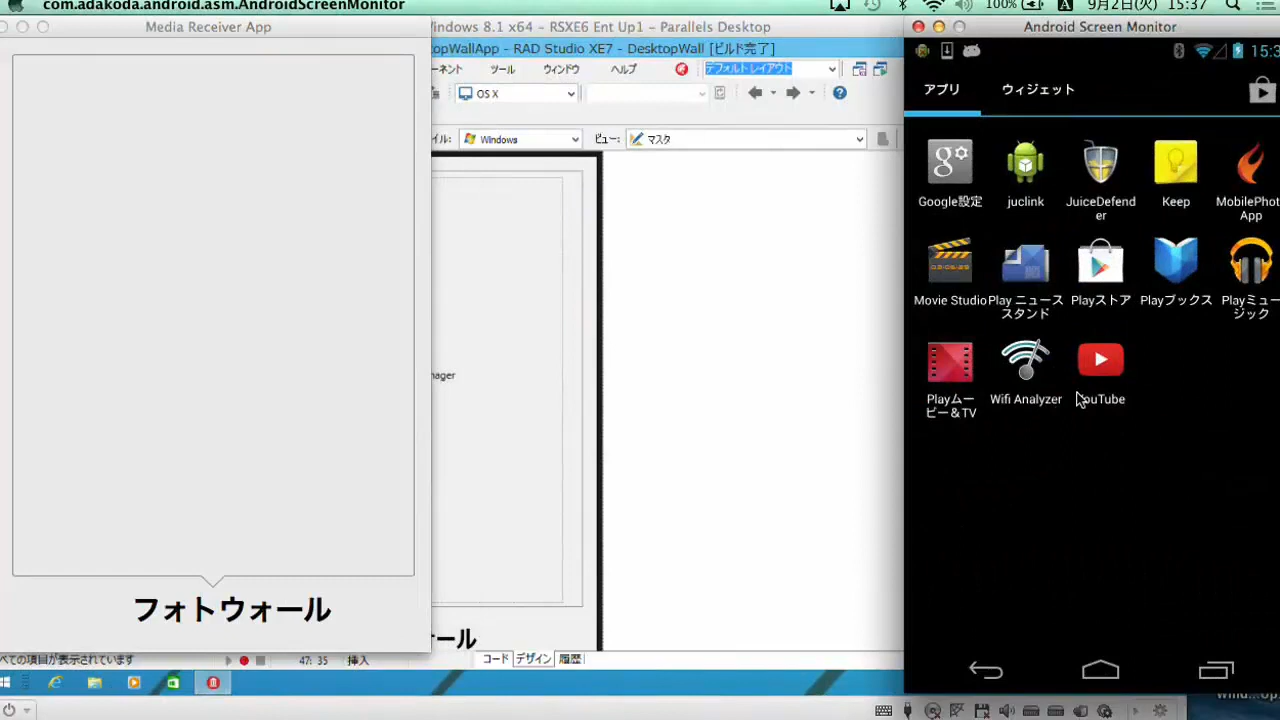 com.adakoda.android.asm.AndroidScreenMonitor
100%
A
9月2日(火)
15:37
Media Receiver App
indows 8.1 x64 – RSXE6 Ent Up1 – Parallels Desktop
Android Screen Monitor
opWallApp - RAD Studio XE7 - DesktopWall [ビルド完了]
ーネント
ツール
ウィンドウ
ヘルプ
デフォルト レイアウト
OS X
イル:
Windows
ビュー:
マスタ
ager
フォトウォール
ール
べての項目が表示されています
47: 35
挿入
コード
デザイン
履歴
15:3
アプリ
ウィジェット
Google設定
juclink
JuiceDefend
er
Keep
MobilePhot
App
Movie Studio
Play ニュース
スタンド
Playストア
Playブックス
Playミュー
ジック
Playムー
ビー＆TV
Wifi Analyzer
YouTube